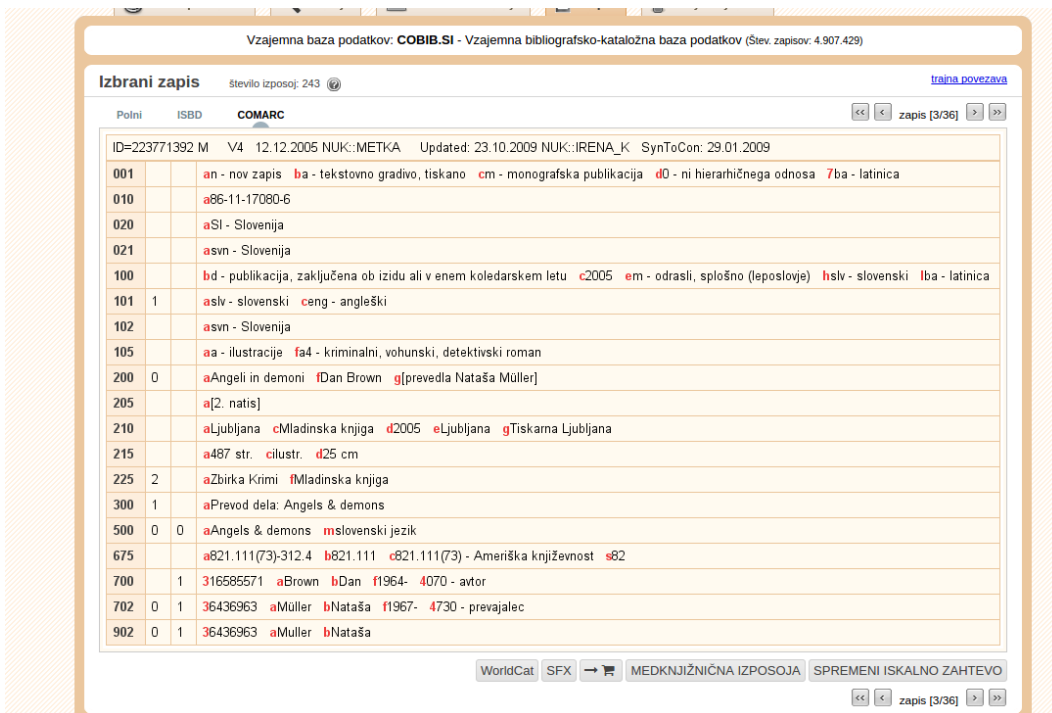 Vzajemna baza podatkov: COBIB.SI - Vzajemna bibliografsko-kataložna baza podatkov (Štev. zapisov: 4.907.429)
Izbrani zapis število izposoj: 243 trajna povezava
Polni ISBD COMARC << < zapis [3/36] > >>
ID=223771392 M V4 12.12.2005 NUK::METKA Updated: 23.10.2009 NUK::IRENA_K SynToCon: 29.01.2009
001 an - nov zapis ba - tekstovno gradivo, tiskano cm - monografska publikacija d0 - ni hierarhičnega odnosa 7ba - latinica
010 a86-11-17080-6
020 aSI - Slovenija
021 asvn - Slovenija
100 bd - publikacija, zaključena ob izidu ali v enem koledarskem letu c2005 em - odrasli, splošno (leposlovje) hslv - slovenski lba - latinica
101 1 aslv - slovenski ceng - angleški
102 asvn - Slovenija
105 aa - ilustracije fa4 - kriminalni, vohunski, detektivski roman
200 0 aAngeli in demoni fDan Brown g[prevedla Nataša Müller]
205 a[2. natis]
210 aLjubljana cMladinska knjiga d2005 eLjubljana gTiskarna Ljubljana
215 a487 str. cilustr. d25 cm
225 2 aZbirka Krimi fMladinska knjiga
300 1 aPrevod dela: Angels & demons
500 0 0 aAngels & demons mslovenski jezik
675 a821.111(73)-312.4 b821.111 c821.111(73) - Ameriška književnost s82
700 1 316585571 aBrown bDan f1964- 4070 - avtor
702 0 1 36436963 aMüller bNataša f1967- 4730 - prevajalec
902 0 1 36436963 aMuller bNataša
WorldCat SFX → MEDKNJIŽNIČNA IZPOSOJA SPREMENI ISKALNO ZAHTEVO
<< < zapis [3/36] > >>